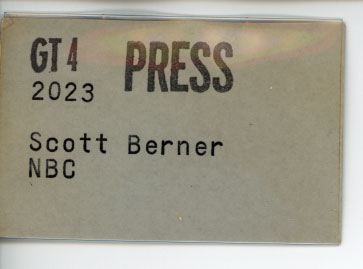 GT4 PRESS
2023
Scott Berner
NBC